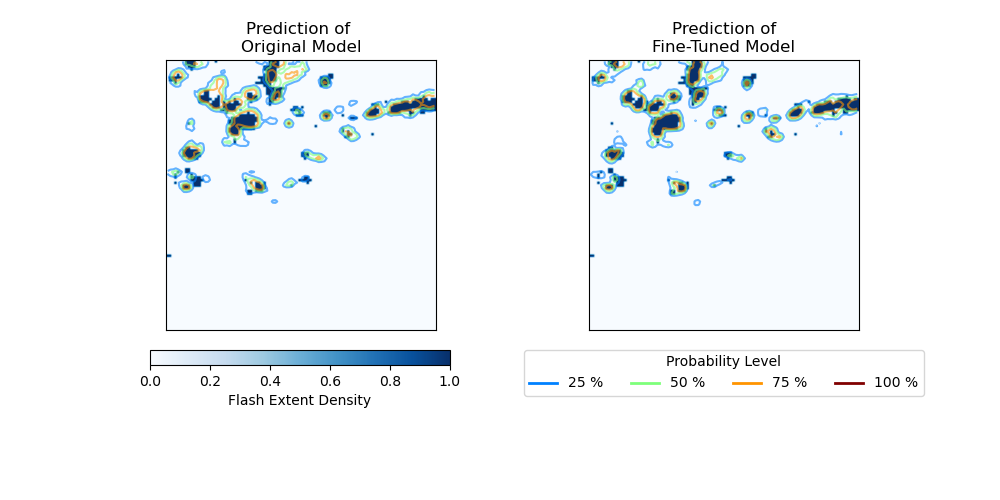 Prediction of
Original Model
Prediction of
Fine-Tuned Model
0.0 0.2 0.4 0.6 0.8 1.0
Flash Extent Density
Probability Level
25 % 50 % 75 % 100 %